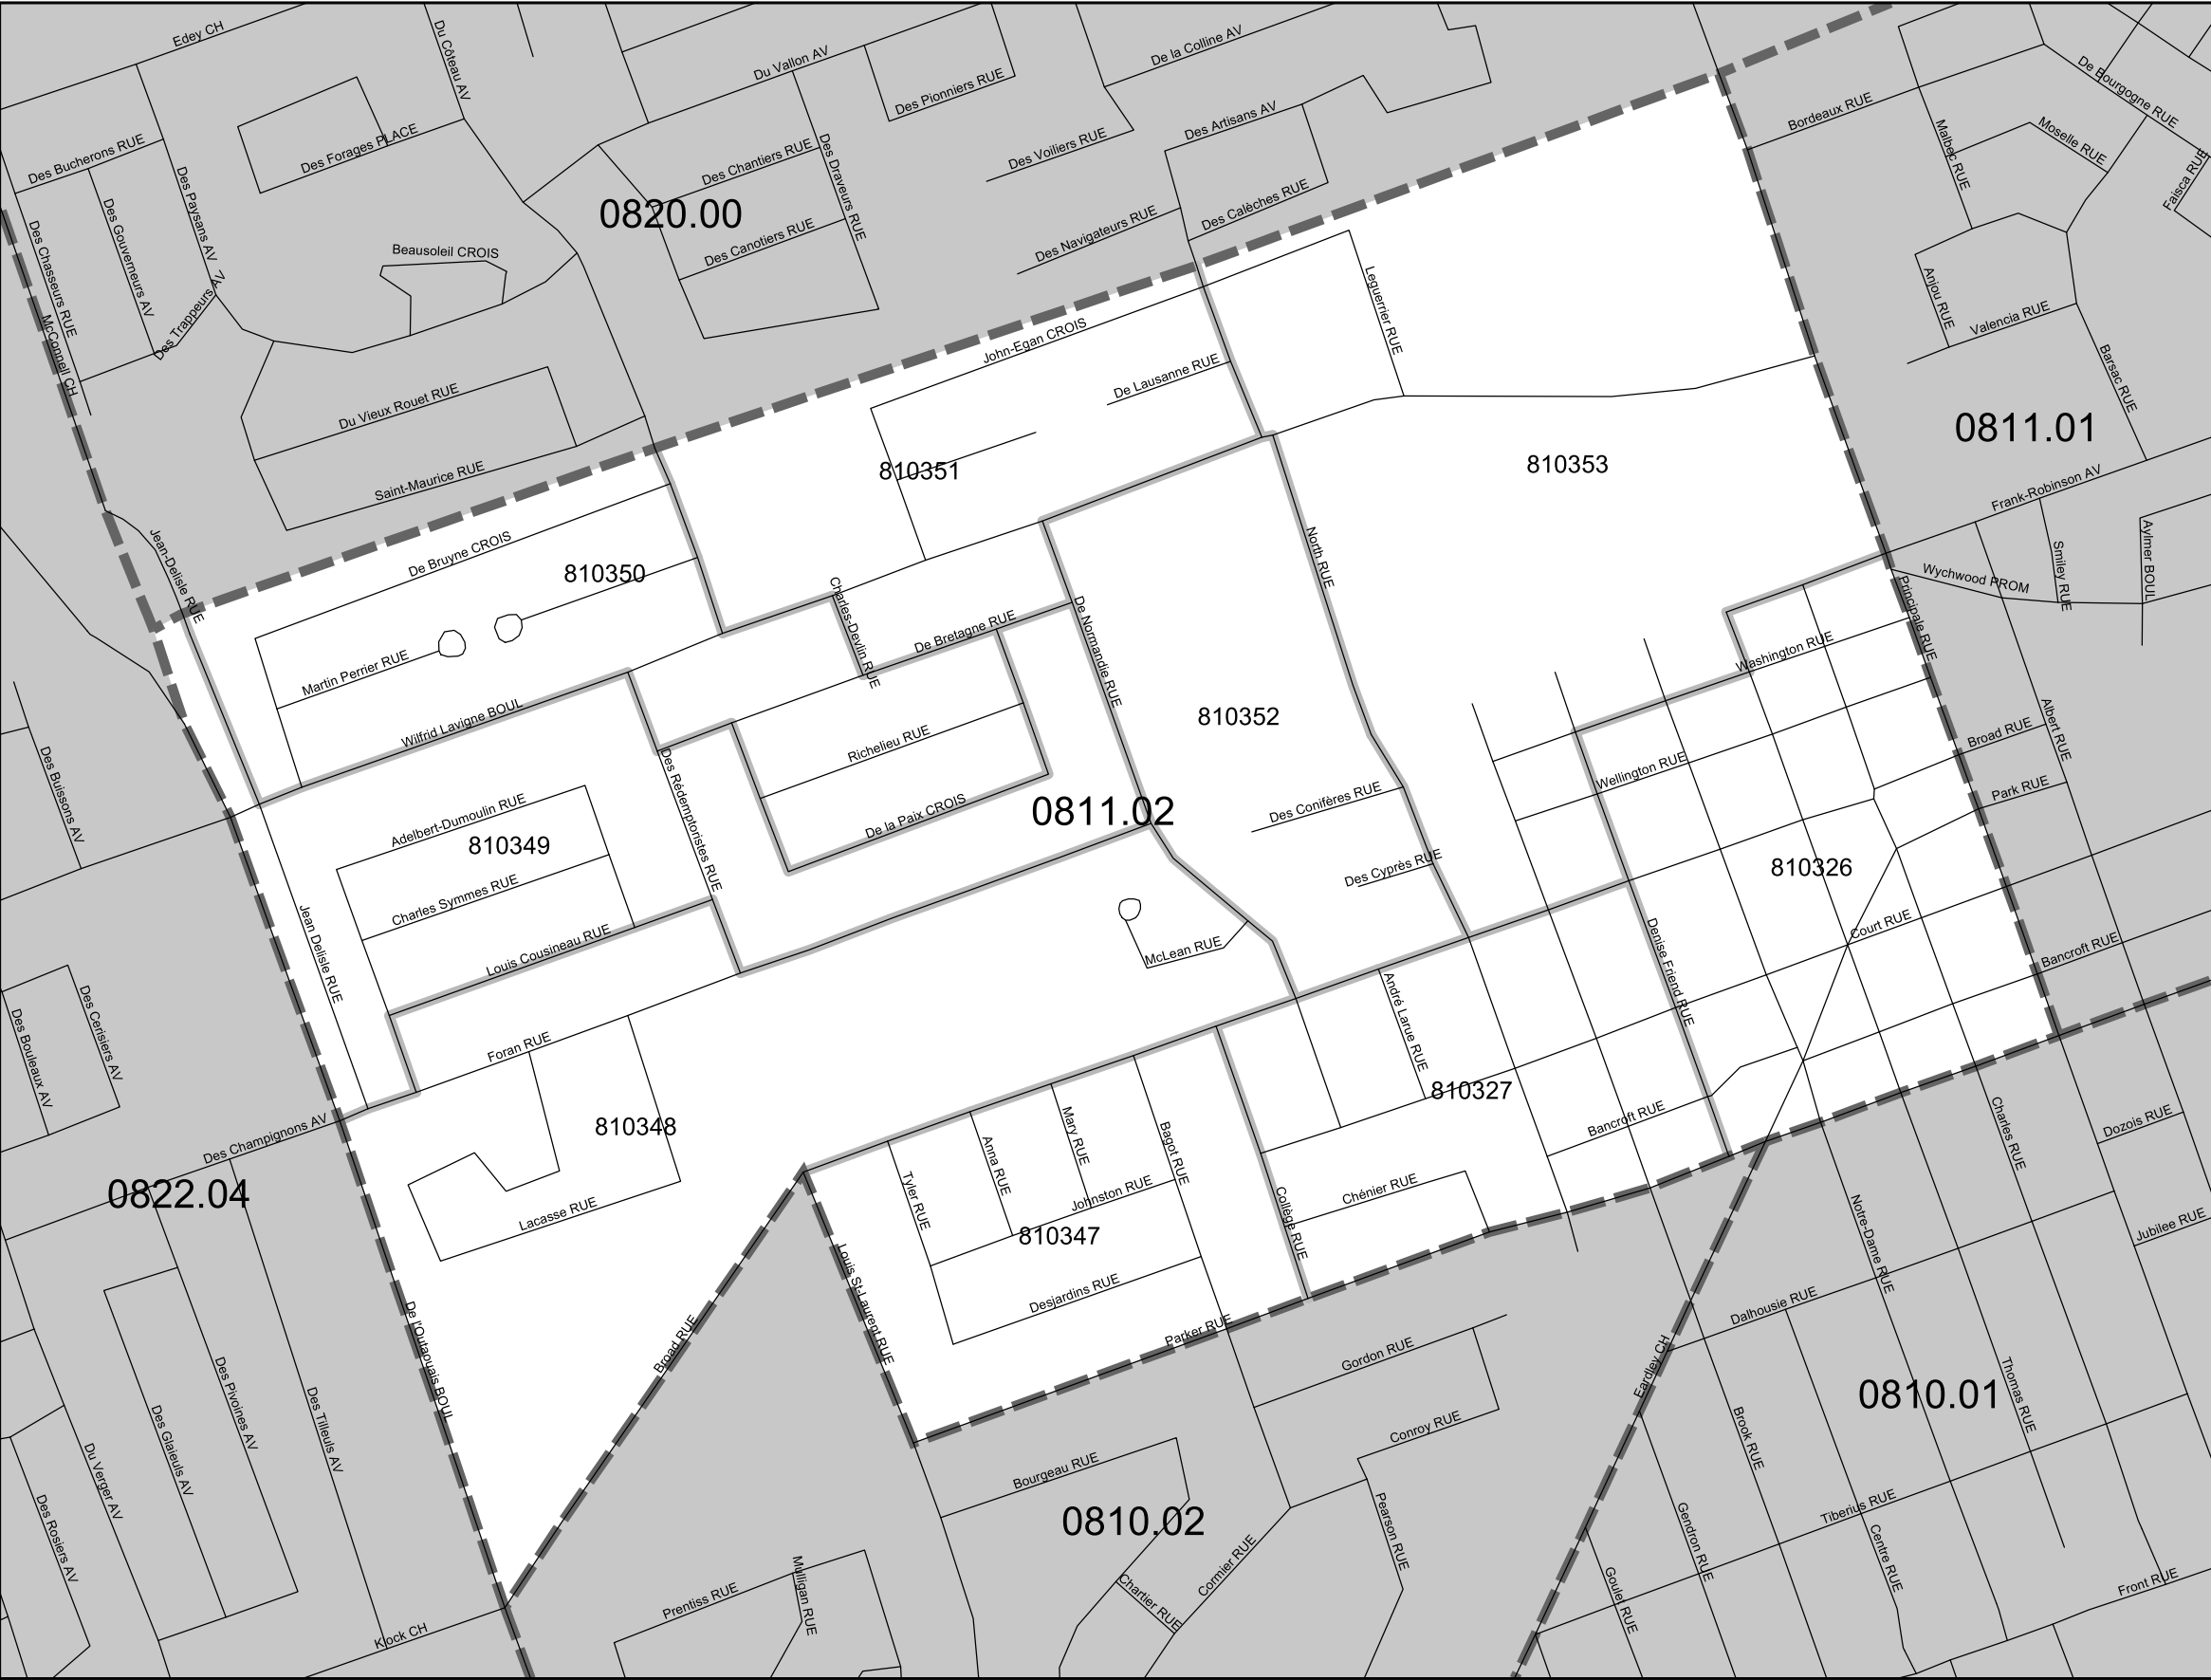 Edey CH
Du Côteau AV
Du Vallon AV
De la Colline AV
Des Pionniers RUE
De Bourgogne RUE
Bordeaux RUE
Des Artisans AV
Malbec RUE
Moselle RUE
Faisca RUE
Des Bucherons RUE
Des Forages PLACE
Des Chantiers RUE
Des Draveurs RUE
Des Voiliers RUE
Des Paysans AV
Des Gouverneurs AV
Des Chasseurs RUE
0820.00
Des Calèches RUE
Des Navigateurs RUE
Des Canotiers RUE
Beausoleil CROIS
Des Trappeurs
McConnell CH
Leguerrier RUE
Anjou RUE
Valencia RUE
John-Egan CROIS
De Lausanne RUE
Barsac RUE
Du Vieux Rouet RUE
0811.01
Saint-Maurice RUE
810351
810353
Frank-Robinson AV
Jean-Delisle RUE
De Bruyne CROIS
810350
North RUE
Smiley RUE
Aylmer BOUL
Wychwood PROM
Principale RUE
Charles-Devlin RUE
De Bretagne RUE
De Normandie RUE
Washington RUE
Martin Perrier RUE
Wilfrid Lavigne BOUL
810352
Albert RUE
Broad RUE
Richelieu RUE
Des Rédemptoristes RUE
Wellington RUE
Des Buissons AV
Park RUE
Adelbert-Dumoulin RUE
De la Paix CROIS
0811.02
Des Conifères RUE
810349
Des Cyprès RUE
810326
Charles Symmes RUE
Court RUE
Denise Friend RUE
Louis Cousineau RUE
Jean Delisle RUE
McLean RUE
Bancroft RUE
André Larue RUE
Des Cerisiers AV
Des Bouleaux AV
Foran RUE
810327
Bancroft RUE
810348
Des Champignons AV
Mary RUE
Anna RUE
Bagot RUE
Charles RUE
Dozois RUE
Tyler RUE
Johnston RUE
Collège RUE
Chénier RUE
0822.04
Lacasse RUE
810347
Notre-Dame RUE
Jubilee RUE
Louis St-Laurent RUE
Desjardins RUE
Dalhousie RUE
De l'Outaouais BOUL
Broad RUE
Parker RUE
Gordon RUE
Eardley CH
Thomas RUE
0810.01
Des Pivoines AV
Des Tilleuls AV
Des Glaïeuls AV
Du Verger AV
Conroy RUE
Brook RUE
Bourgeau RUE
Pearson RUE
Tiberius RUE
0810.02
Des Rosiers AV
Gendron RUE
Centre RUE
Cormier RUE
Chartier RUE
Goulet RUE
Front RUE
Mulligan RUE
Prentiss RUE
Klock CH